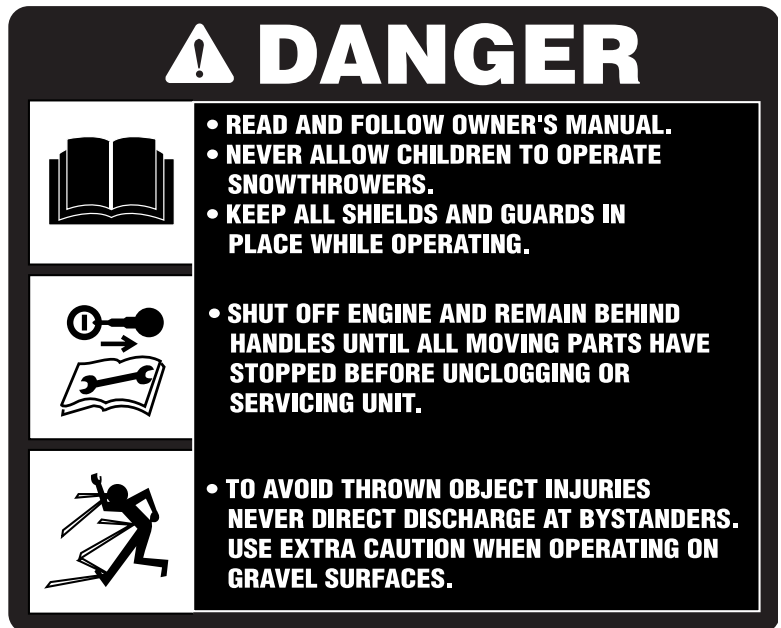 DANGER
• READ AND FOLLOW OWNER'S MANUAL.
• NEVER ALLOW CHILDREN TO OPERATE
SNOWTHROWERS.
• KEEP ALL SHIELDS AND GUARDS IN
PLACE WHILE OPERATING.
• SHUT OFF ENGINE AND REMAIN BEHIND
HANDLES UNTIL ALL MOVING PARTS HAVE
STOPPED BEFORE UNCLOGGING OR
SERVICING UNIT.
• TO AVOID THROWN OBJECT INJURIES
NEVER DIRECT DISCHARGE AT BYSTANDERS.
USE EXTRA CAUTION WHEN OPERATING ON
GRAVEL SURFACES.